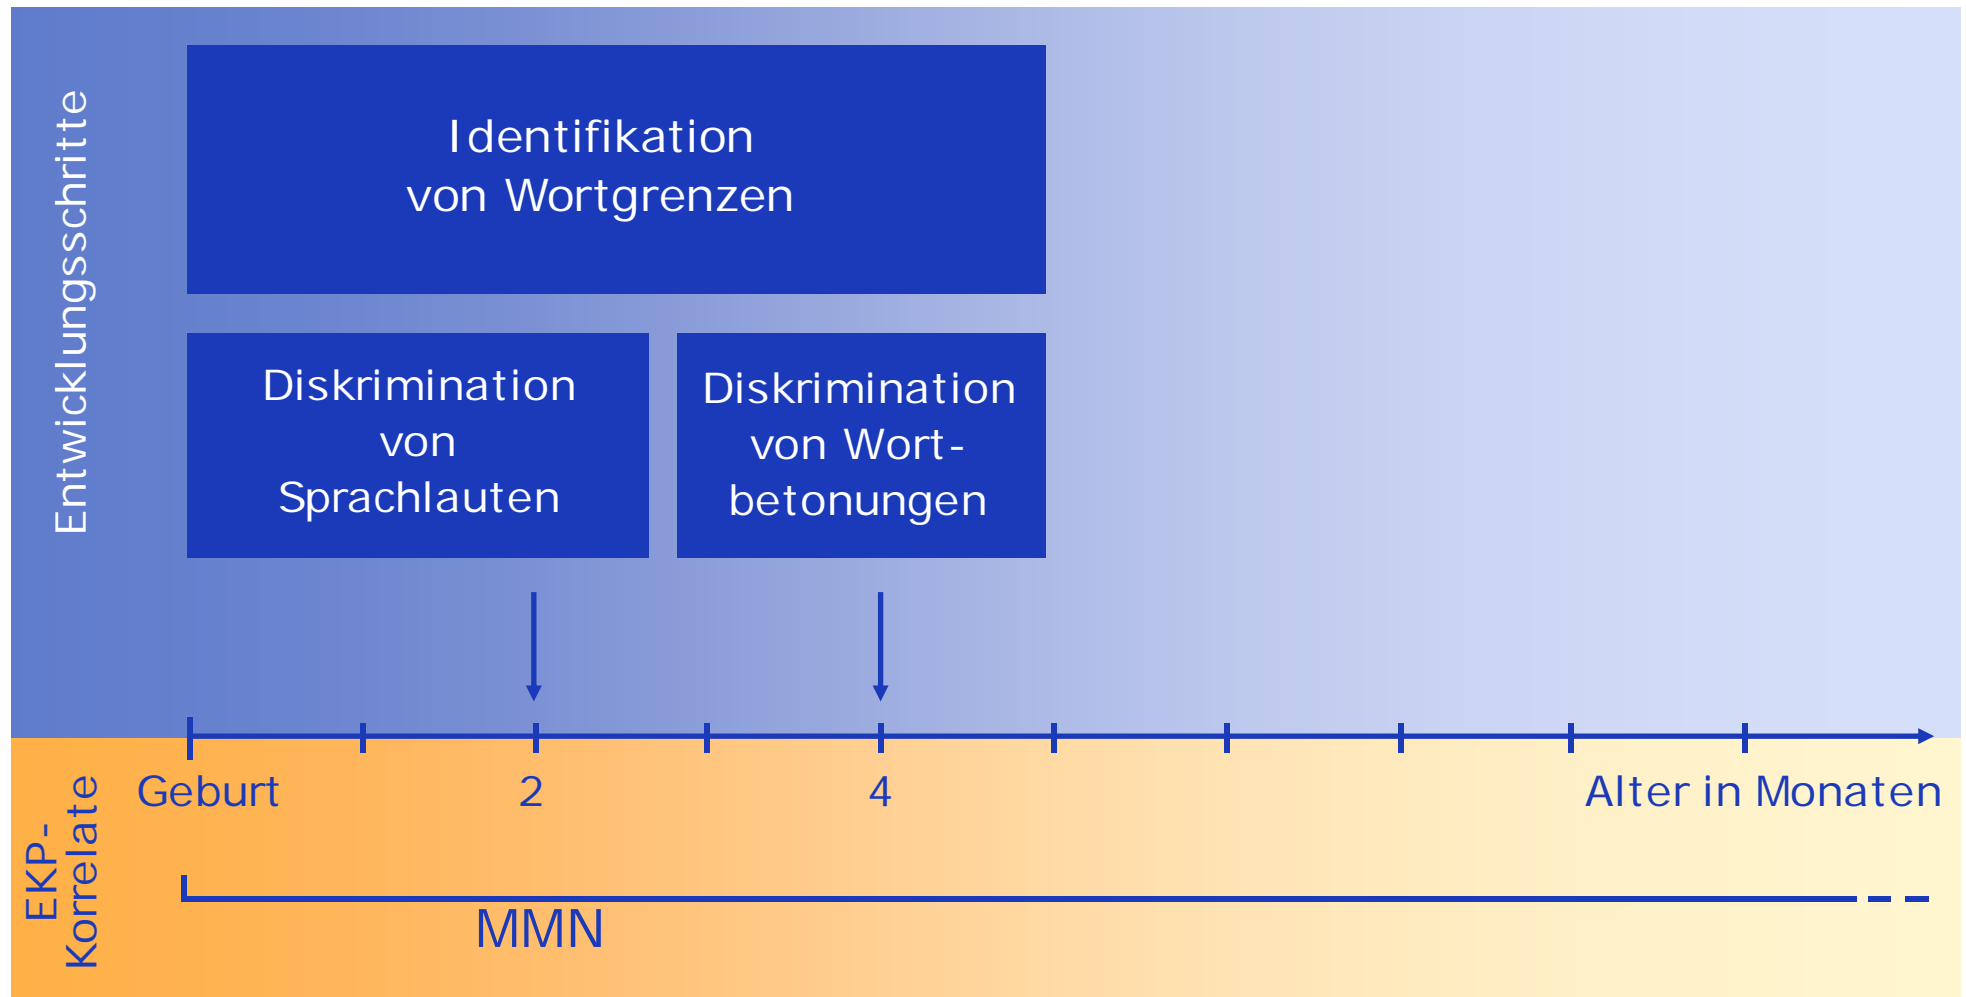 Entwicklungsschritte
Identifikation
von Wortgrenzen
Diskrimination
von
Sprachlauten
Diskrimination
von Wort-
betonungen
Geburt
2
4
Alter in Monaten
EKP-
Korrelate
MMN